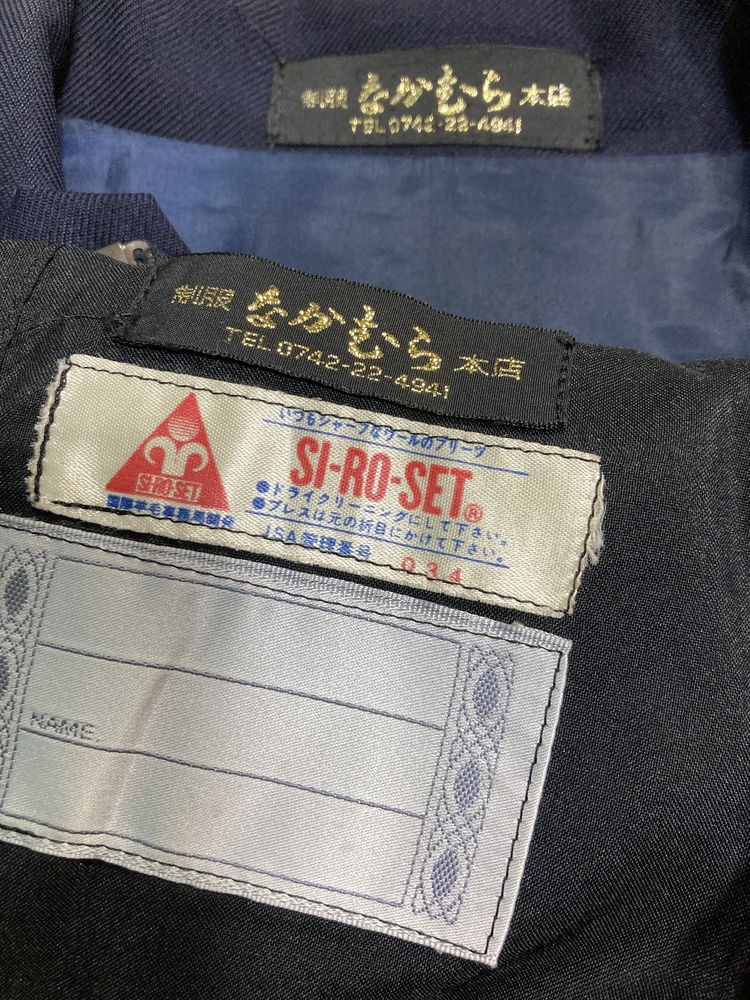 制服 なかむら 本店
TEL.0742-22-4941
制服 なかむら 本店
TEL.0742-22-4941
いつもシャープなウールのプリーツ
SI-RO-SET®
SI-RO-SET
国際羊毛事務局開発
●ドライクリーニングにして下さい。
●プレスは元の折目にかけて下さい。
JSA管理番号 034
NAME